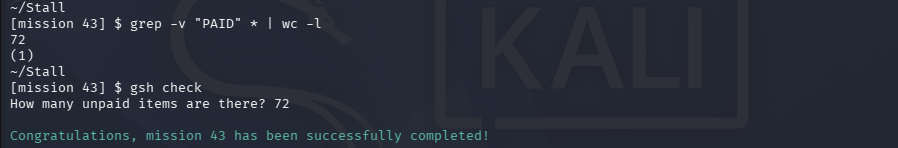 ~/Stall
[mission 43] $ grep -v "PAID" * | wc -l
72
(1)
~/Stall
[mission 43] $ gsh check
How many unpaid items are there? 72
Congratulations, mission 43 has been successfully completed!
KALI